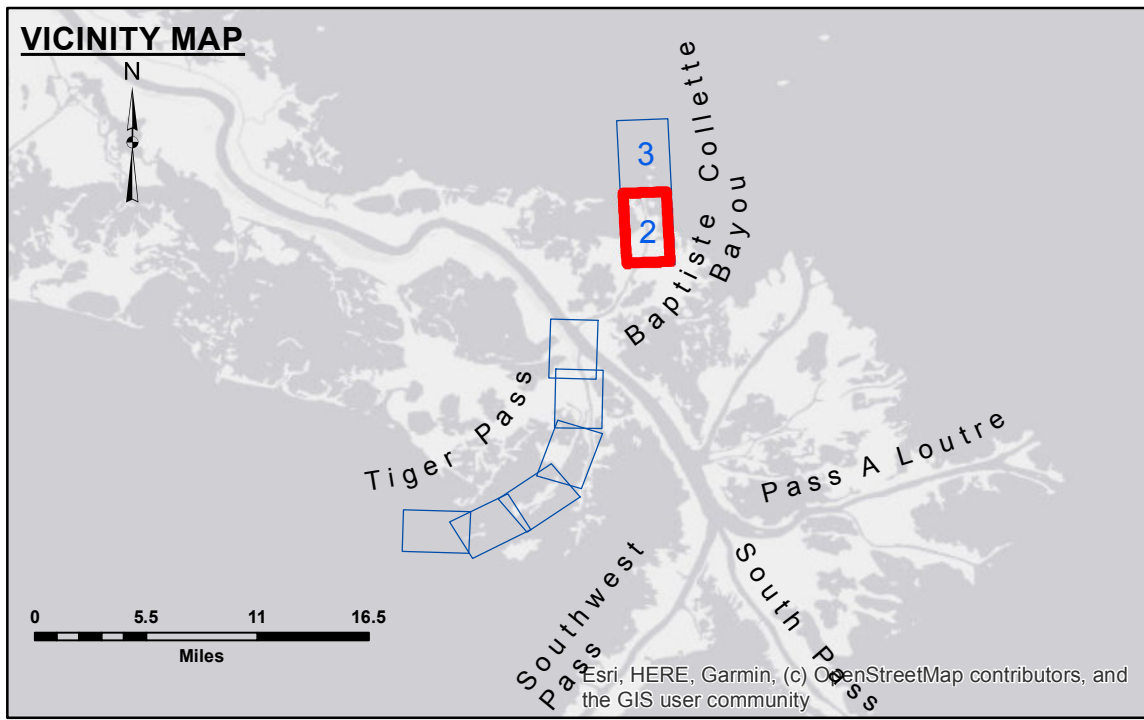 VICINITY MAP
N
3
2
Baptiste Collette
Bayou
Tiger Pass
Pass A Loutre
Southwest
Pass
South Pass
0 5.5 11 16.5
Miles
Esri, HERE, Garmin, (c) OpenStreetMap contributors, and
the GIS user community